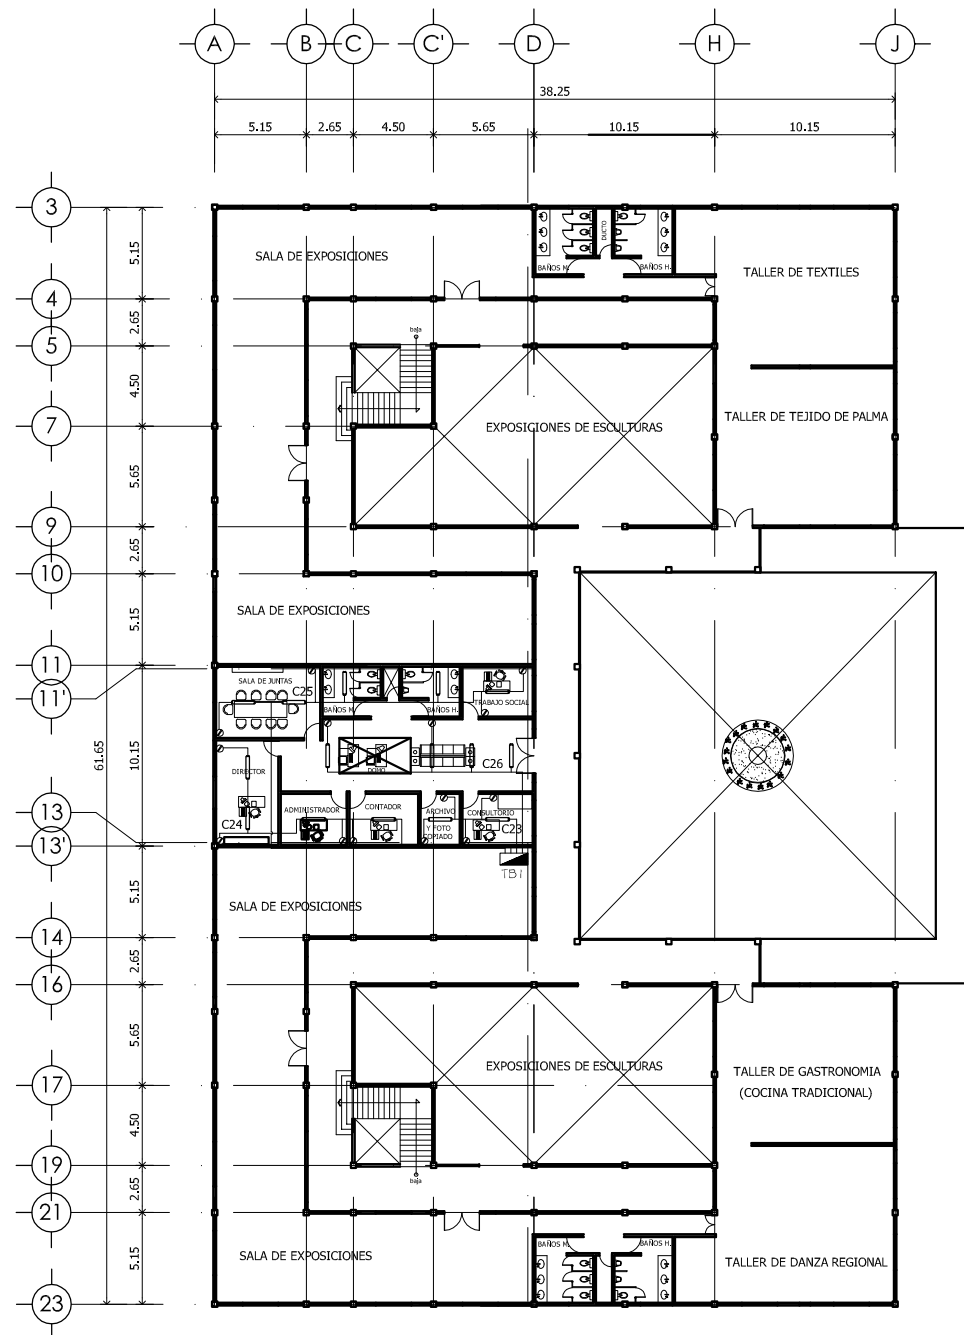 A B C C' D H J
38.25
5.15 2.65 4.50 5.65 10.15 10.15
3
5.15
SALA DE EXPOSICIONES
DUCTO
BAÑOS M. BAÑOS H.
TALLER DE TEXTILES
4
2.65
baja
5
4.50
TALLER DE TEJIDO DE PALMA
7
EXPOSICIONES DE ESCULTURAS
5.65
9
2.65
10
5.15
SALA DE EXPOSICIONES
11
SALA DE JUNTAS
C25
11'
BAÑOS M. BAÑOS H. TRABAJO SOCIAL
61.65
10.15
DIRECTOR
DOMO
C26
13
ADMINISTRADOR CONTADOR ARCHIVO CONSULTORIO
C24
Y FOTO
C23
COPIADO
13'
TB1
5.15
SALA DE EXPOSICIONES
14
2.65
16
5.65
EXPOSICIONES DE ESCULTURAS
TALLER DE GASTRONOMIA
(COCINA TRADICIONAL)
17
4.50
19
baja
2.65
21
5.15
BAÑOS M. BAÑOS H.
SALA DE EXPOSICIONES
TALLER DE DANZA REGIONAL
23